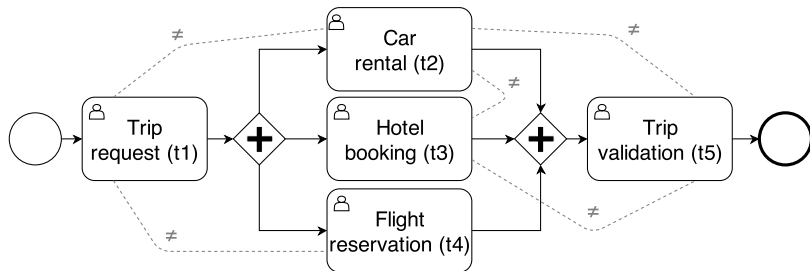 ≠
Car
rental (t2)
≠
≠
Trip
request (t1)
Hotel
booking (t3)
Trip
validation (t5)
≠
≠
Flight
reservation (t4)